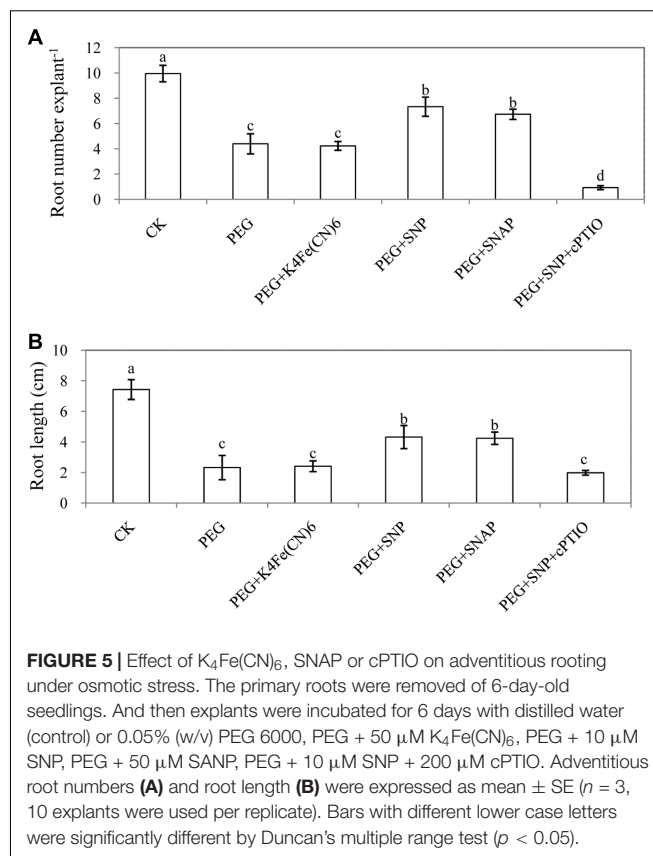 A
Root number explant⁻¹
12
10
8
6
4
2
0
a
c
c
b
b
d
CK
PEG
PEG+K4Fe(CN)6
PEG+SNP
PEG+SNAP
PEG+SNP+cPTIO
B
Root length (cm)
10
8
6
4
2
0
a
c
c
b
b
c
CK
PEG
PEG+K4Fe(CN)6
PEG+SNP
PEG+SNAP
PEG+SNP+cPTIO
FIGURE 5 | Effect of K₄Fe(CN)₆, SNAP or cPTIO on adventitious rooting
under osmotic stress. The primary roots were removed of 6-day-old
seedlings. And then explants were incubated for 6 days with distilled water
(control) or 0.05% (w/v) PEG 6000, PEG + 50 μM K₄Fe(CN)₆, PEG + 10 μM
SNP, PEG + 50 μM SANP, PEG + 10 μM SNP + 200 μM cPTIO. Adventitious
root numbers (A) and root length (B) were expressed as mean ± SE (n = 3,
10 explants were used per replicate). Bars with different lower case letters
were significantly different by Duncan's multiple range test (p < 0.05).